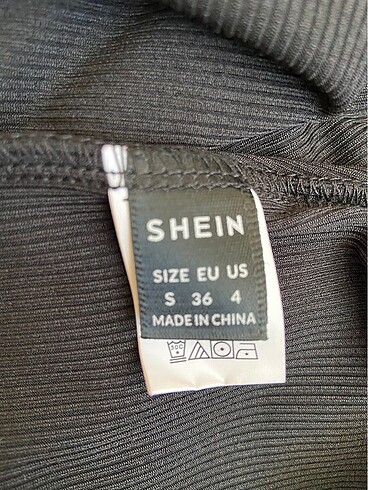 SHEIN
SIZE EU US
S 36 4
MADE IN CHINA